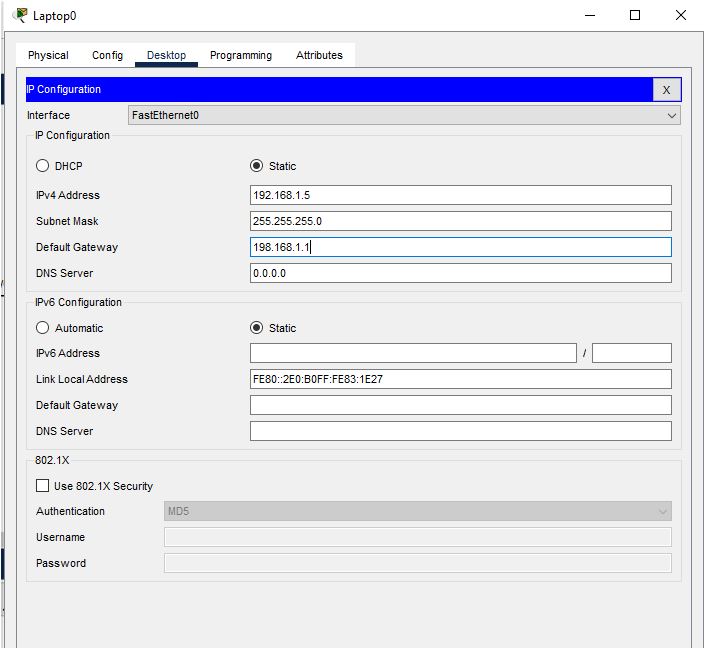 Laptop0
Physical Config Desktop Programming Attributes
IP Configuration X
Interface FastEthernet0
IP Configuration
DHCP Static
IPv4 Address 192.168.1.5
Subnet Mask 255.255.255.0
Default Gateway 198.168.1.1
DNS Server 0.0.0.0
IPv6 Configuration
Automatic Static
IPv6 Address /
Link Local Address FE80::2E0:B0FF:FE83:1E27
Default Gateway
DNS Server
802.1X
Use 802.1X Security
Authentication MD5
Username
Password